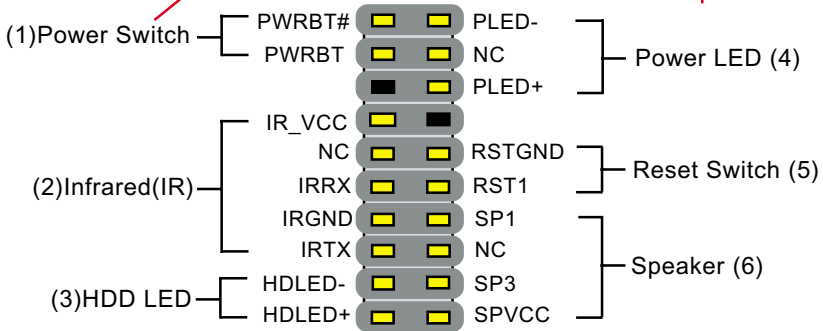 PWRBT# PLED-
(1)Power Switch
PWRBT NC
Power LED (4)
PLED+
IR_VCC
NC RSTGND
Reset Switch (5)
(2)Infrared(IR)
IRRX RST1
IRGND SP1
IRTX NC
Speaker (6)
HDLED- SP3
(3)HDD LED
HDLED+ SPVCC